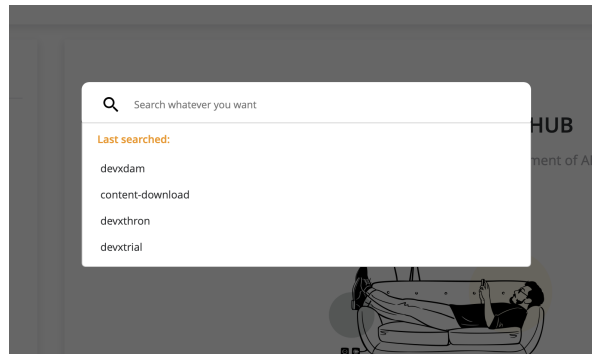 Search whatever you want
HUB
Last searched:
ment of
devxdam
content-download
devxthron
devxtrial